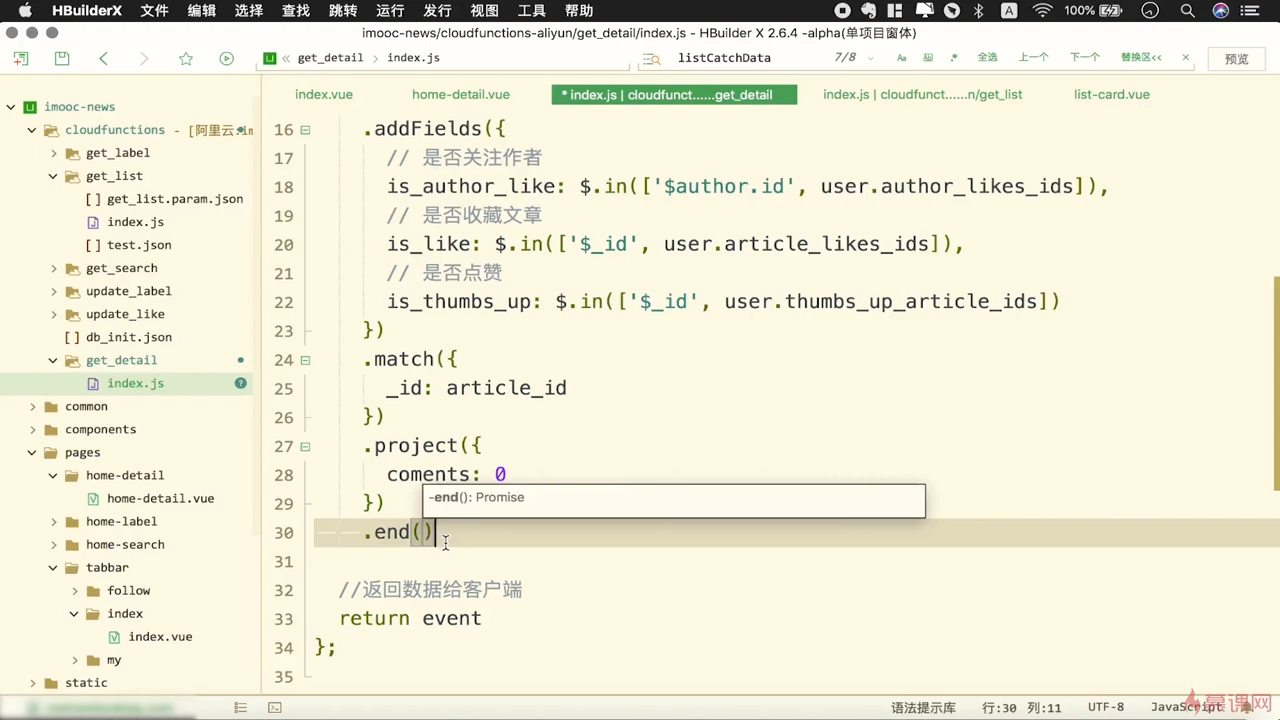 HBuilderX 文件 编辑 选择 查找 跳转 运行 发行 视图 工具 帮助 A 100%
imooc-news/cloudfunctions-aliyun/get_detail/index.js - HBuilder X 2.6.4 -alpha(单项目窗体)
U « get_detail > index.js listCatchData 7/8 Aa .* 全选 上一个 下一个 替换区<< × 预览
index.vue home-detail.vue * index.js | cloudfunct......get_detail index.js | cloudfunct......n/get_list list-card.vue
imooc-news
cloudfunctions - [阿里云:im
get_label
get_list
get_list.param.json
index.js
test.json
get_search
update_label
update_like
db_init.json
get_detail
index.js ?
common
components
pages
home-detail
home-detail.vue
home-label
home-search
tabbar
follow
index
index.vue
my
static
16 .addFields({
17 // 是否关注作者
18 is_author_like: $.in(['$author.id', user.author_likes_ids]),
19 // 是否收藏文章
20 is_like: $.in(['$_id', user.article_likes_ids]),
21 // 是否点赞
22 is_thumbs_up: $.in(['$_id', user.thumbs_up_article_ids])
23 })
24 .match({
25 _id: article_id
26 })
27 .project({
28 coments: 0
29 })
-end(): Promise
30 .end()
31
32 //返回数据给客户端
33 return event
34 };
35
语法提示库 行:30 列:11 UTF-8 JavaScript
慕课网